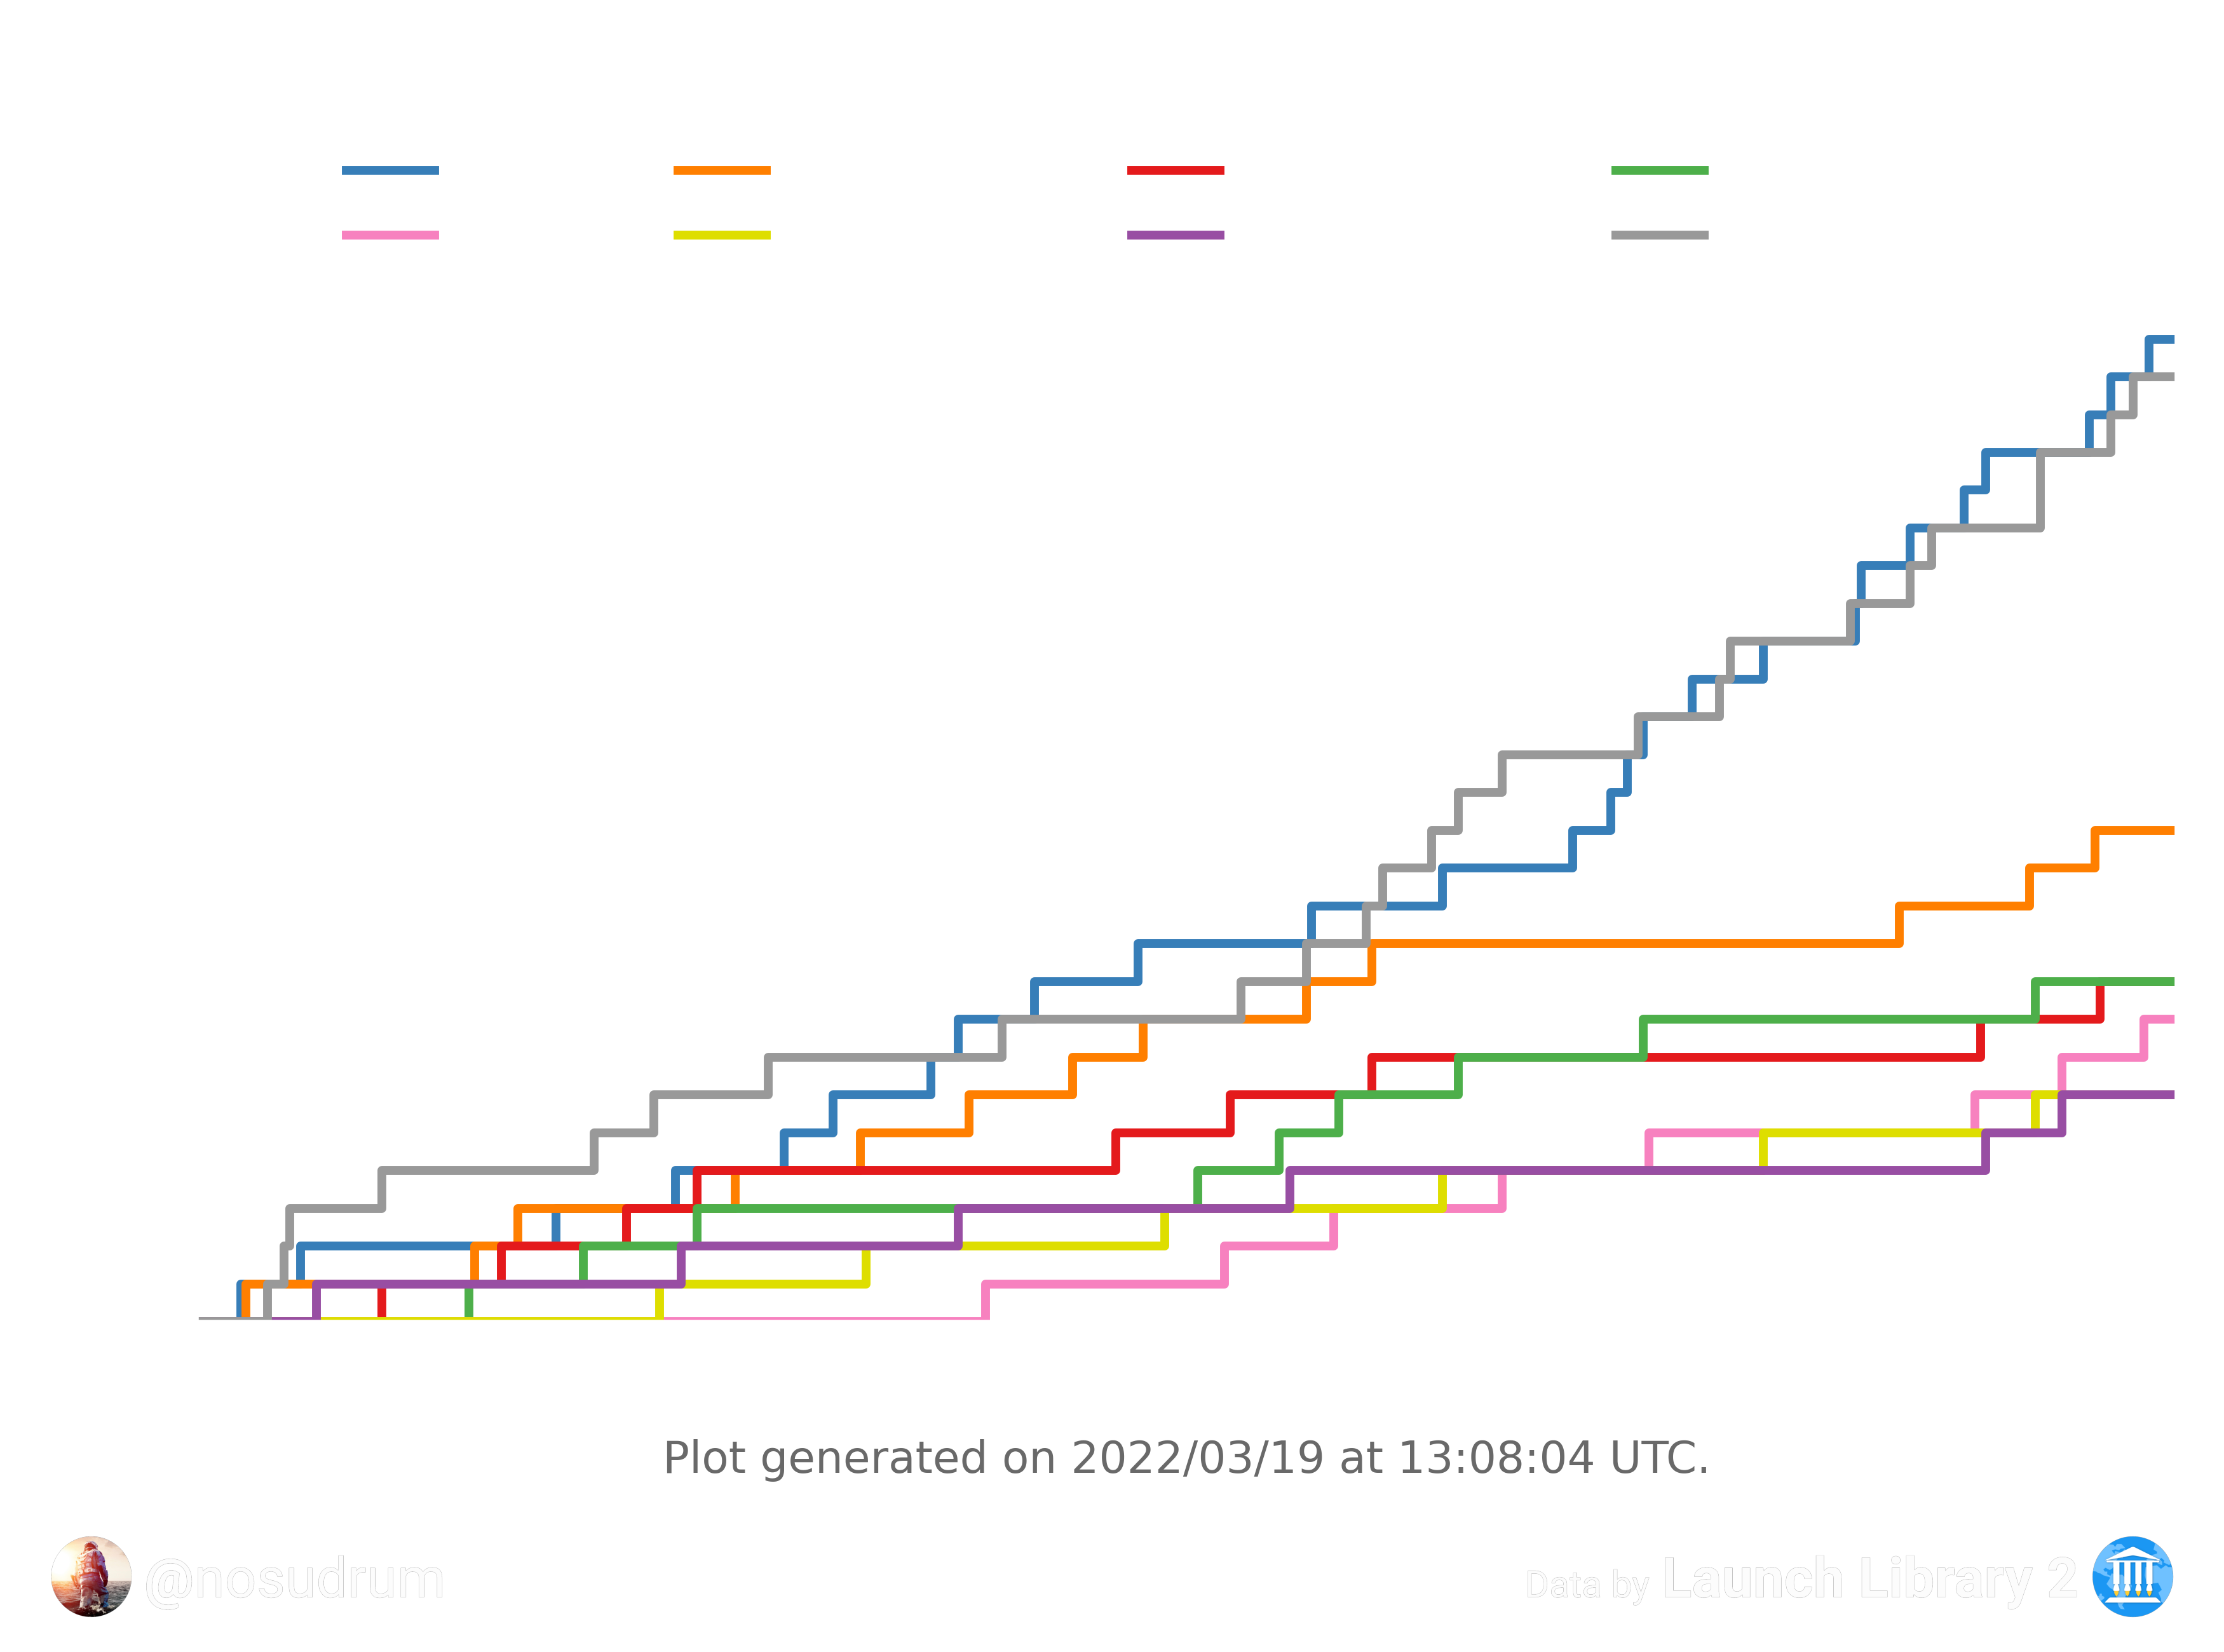 Plot generated on 2022/03/19 at 13:08:04 UTC.
@nosudrum
Data by Launch Library 2